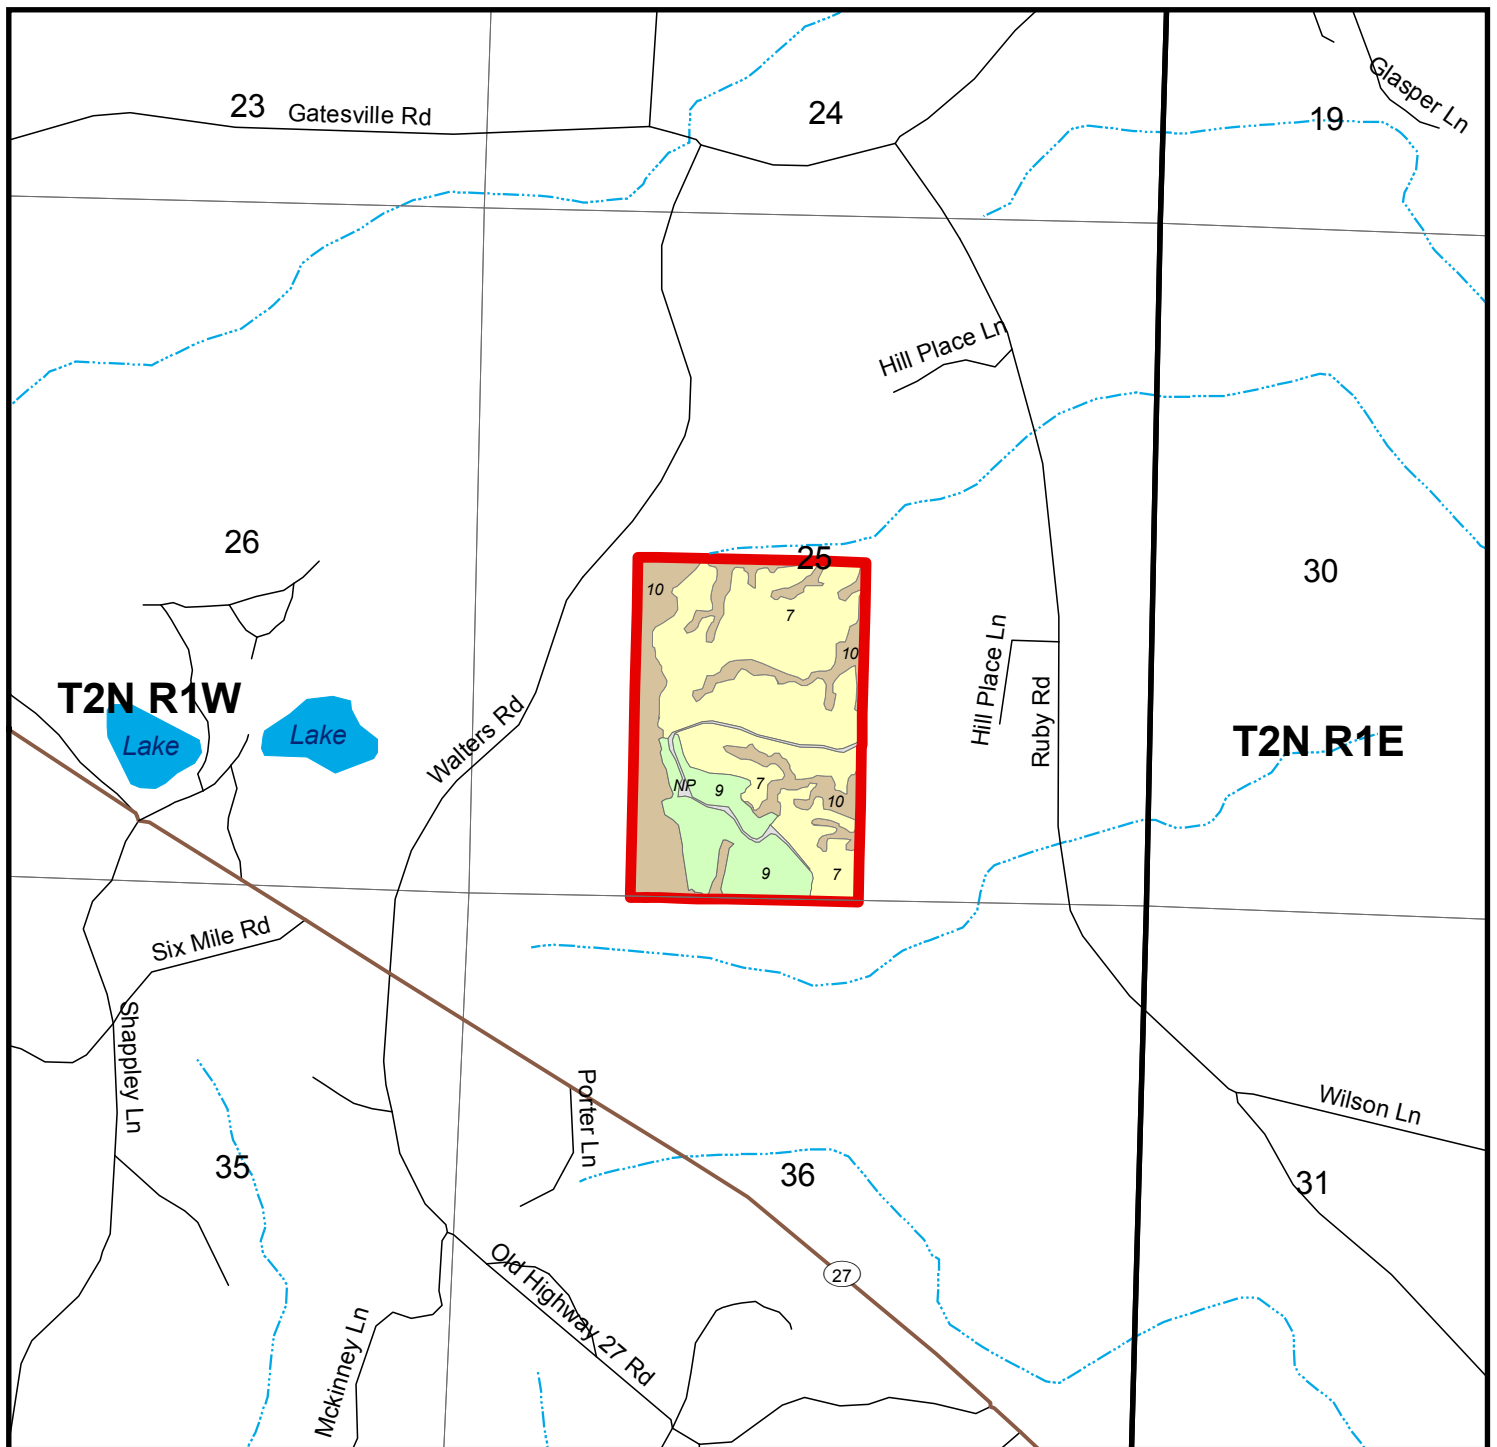 23
Gatesville Rd
24
19
Glasper Ln
Hill Place Ln
26
25
30
10
7
10
Hill Place Ln
Ruby Rd
T2N R1W
Lake
Lake
Walters Rd
T2N R1E
NP
9
7
10
9
7
Six Mile Rd
Shappley Ln
Porter Ln
Wilson Ln
35
36
31
27
Old Highway 27 Rd
Mckinney Ln